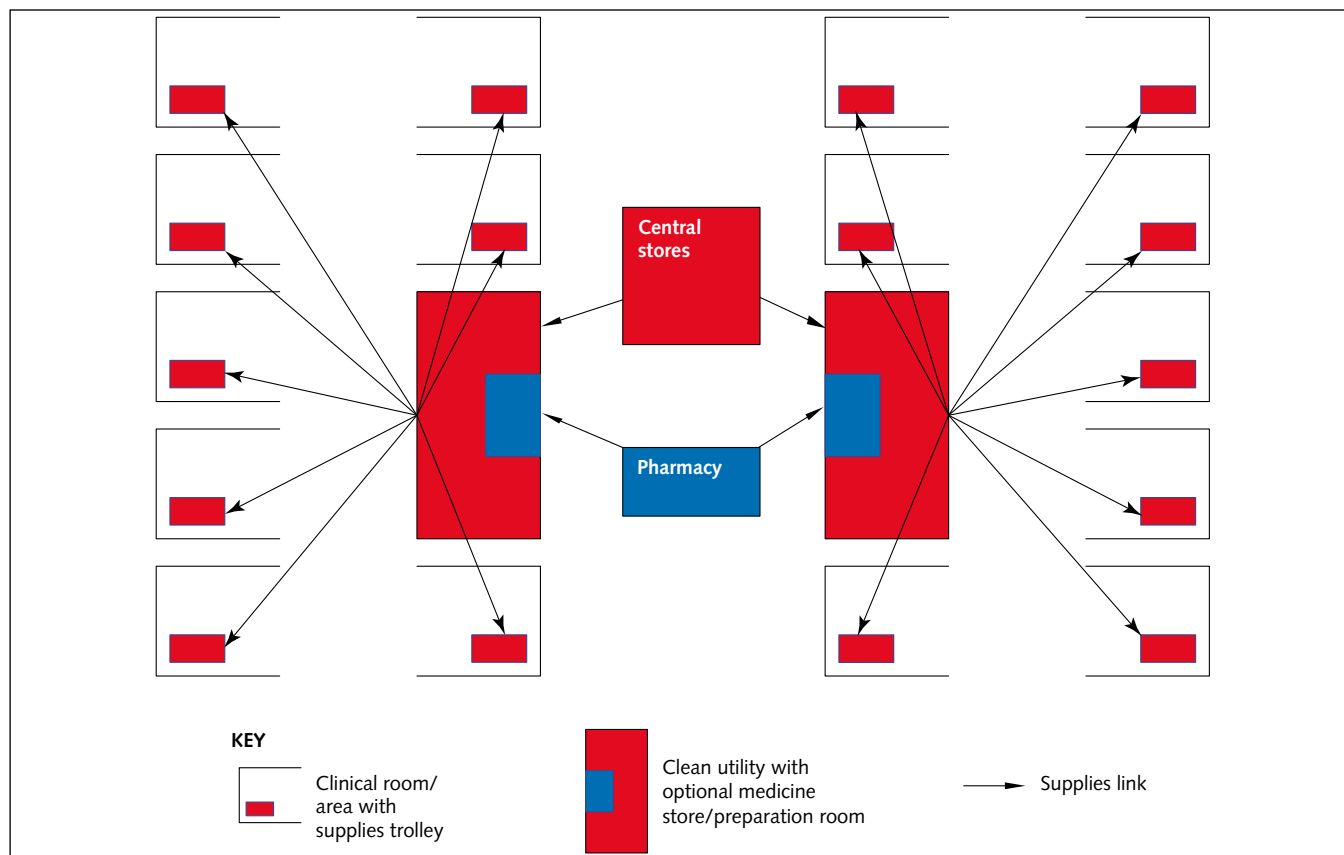 Central
stores
Pharmacy
KEY
Clinical room/
area with
supplies trolley
Clean utility with
optional medicine
store/preparation room
Supplies link